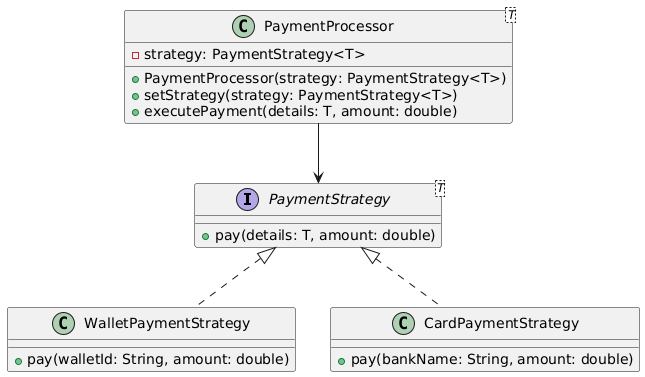 C PaymentProcessor T
strategy: PaymentStrategy<T>
PaymentProcessor(strategy: PaymentStrategy<T>)
setStrategy(strategy: PaymentStrategy<T>)
executePayment(details: T, amount: double)
I PaymentStrategy T
pay(details: T, amount: double)
C WalletPaymentStrategy
pay(walletId: String, amount: double)
C CardPaymentStrategy
pay(bankName: String, amount: double)